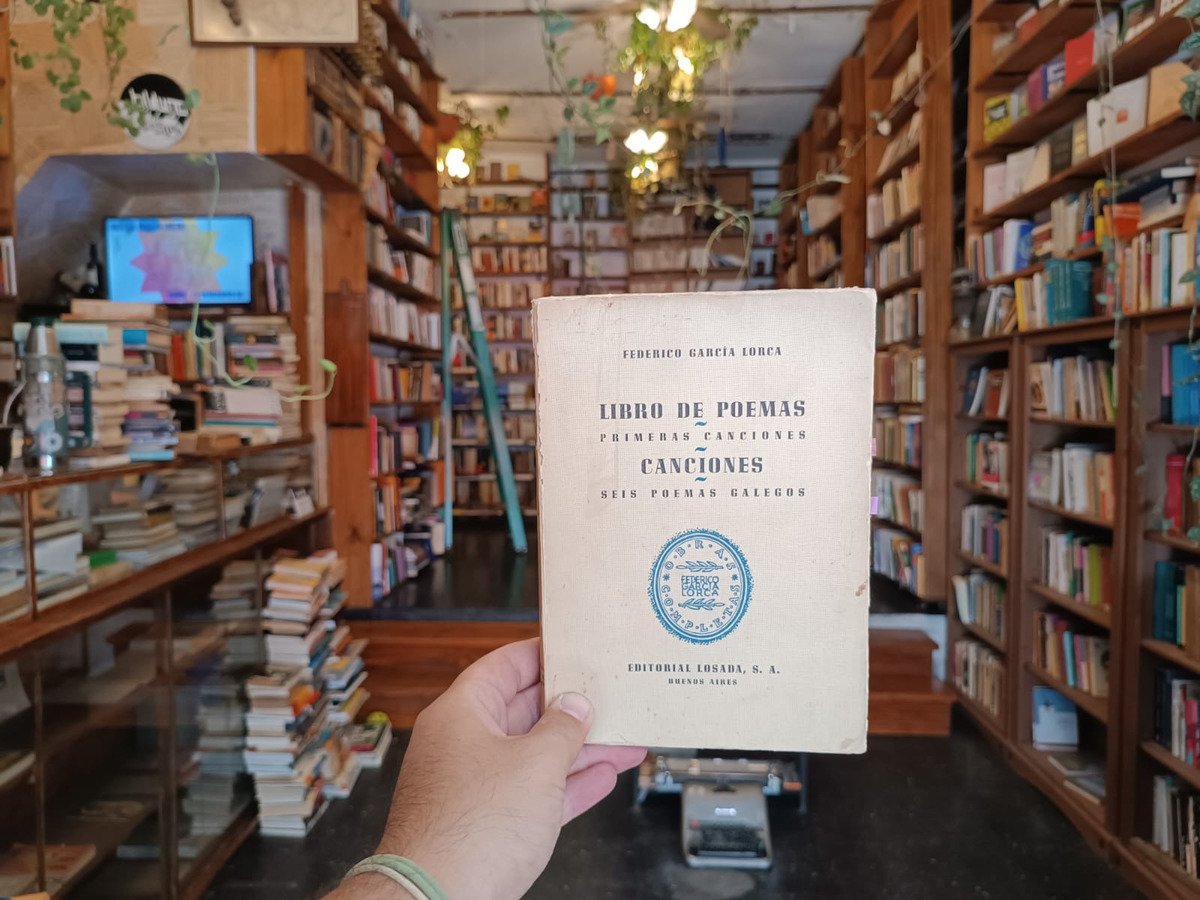 FEDERICO GARCÍA LORCA
LIBRO DE POEMAS
~
PRIMERAS CANCIONES
~
CANCIONES
~
SEIS POEMAS GALEGOS
OBRAS COMPLETAS
FEDERICO
GARCÍA
LORCA
EDITORIAL LOSADA, S. A.
BUENOS AIRES